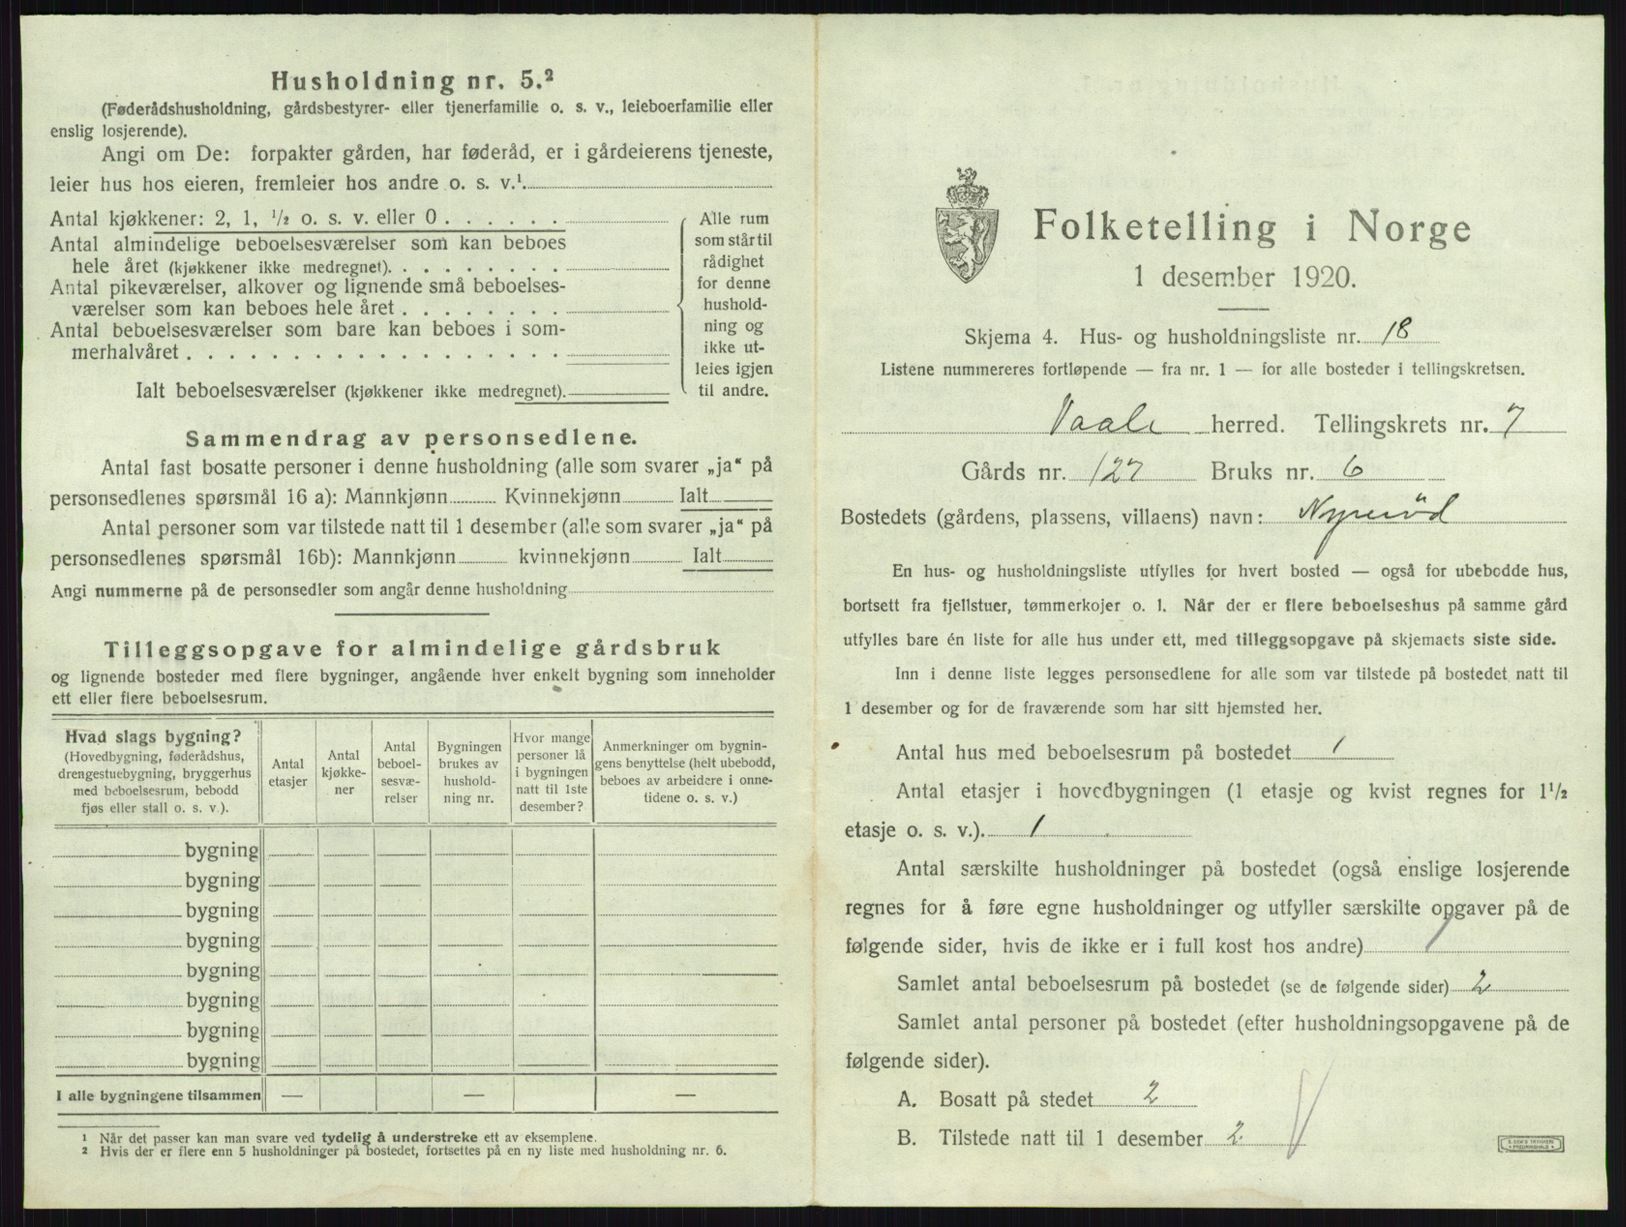 Husholdning nr. 5.²
(Føderådshusholdning, gårdsbestyrer- eller tjenerfamilie o. s. v., leieboerfamilie eller
enslig losjerende).
Angi om De: forpakter gården, har føderåd, er i gårdeierens tjeneste,
leier hus hos eieren, fremleier hos andre o. s. v.¹.
Antal kjøkkener: 2, 1, ½ o. s. v. eller 0 . . . . . .
Antal almindelige beboelsesværelser som kan beboes
hele året (kjøkkener ikke medregnet). . . . . . . . .
Antal pikeværelser, alkover og lignende små beboelses-
værelser som kan beboes hele året . . . . . . . .
Antal beboelsesværelser som bare kan beboes i som-
merhalvåret . . . . . . . . . . . . . . . . . .
Ialt beboelsesværelser (kjøkkener ikke medregnet).
Alle rum
som står til
rådighet
for denne
hushold-
ning og
ikke ut-
leies igjen
til andre.
Sammendrag av personsedlene.
Antal fast bosatte personer i denne husholdning (alle som svarer „ja“ på
personsedlenes spørsmål 16 a): Mannkjønn Kvinnekjønn Ialt
Antal personer som var tilstede natt til 1 desember (alle som svarer „ja“ på
personsedlenes spørsmål 16b): Mannkjønn kvinnekjønn Ialt
Angi nummerne på de personsedler som angår denne husholdning
Tilleggsopgave for almindelige gårdsbruk
og lignende bosteder med flere bygninger, angående hver enkelt bygning som inneholder
ett eller flere beboelsesrum.
Hvad slags bygning?
(Hovedbygning, føderådshus,
drengestuebygning, bryggerhus
med beboelsesrum, bebodd
fjøs eller stall o. s. v.).
Antal
etasjer
Antal
kjøkke-
ner
Antal
beboel-
sesvæ-
relser
Bygningen
brukes av
hushold-
ning nr.
Hvor mange
personer lå
i bygningen
natt til 1ste
desember?
Anmerkninger om bygnin-
gens benyttelse (helt ubebodd,
beboes av arbeidere i onne-
tidene o. s. v.)
bygning
bygning
bygning
bygning
bygning
bygning
bygning
bygning
I alle bygningene tilsammen — — —
¹ Når det passer kan man svare ved tydelig å understreke ett av eksemplene.
² Hvis der er flere enn 5 husholdninger på bostedet, fortsettes på en ny liste med husholdning nr. 6.
Folketelling i Norge
1 desember 1920.
Skjema 4. Hus- og husholdningsliste nr. 18
Listene nummereres fortløpende — fra nr. 1 — for alle bosteder i tellingskretsen.
Vaale herred. Tellingskrets nr. 7
Gårds nr. 127 Bruks nr. 6
Bostedets (gårdens, plassens, villaens) navn: Nyreröd
En hus- og husholdningsliste utfylles for hvert bosted — også for ubebodde hus,
bortsett fra fjellstuer, tømmerkojer o. l. Når der er flere beboelseshus på samme gård
utfylles bare én liste for alle hus under ett, med tilleggsopgave på skjemaets siste side.
Inn i denne liste legges personsedlene for alle som var tilstede på bostedet natt til
1 desember og for de fraværende som har sitt hjemsted her.
Antal hus med beboelsesrum på bostedet 1
Antal etasjer i hovedbygningen (1 etasje og kvist regnes for 1½
etasje o. s. v.). 1
Antal særskilte husholdninger på bostedet (også enslige losjerende
regnes for å føre egne husholdninger og utfyller særskilte opgaver på de
følgende sider, hvis de ikke er i full kost hos andre) 1
Samlet antal beboelsesrum på bostedet (se de følgende sider) 2
Samlet antal personer på bostedet (efter husholdningsopgavene på de
følgende sider).
A. Bosatt på stedet 2
B. Tilstede natt til 1 desember 2